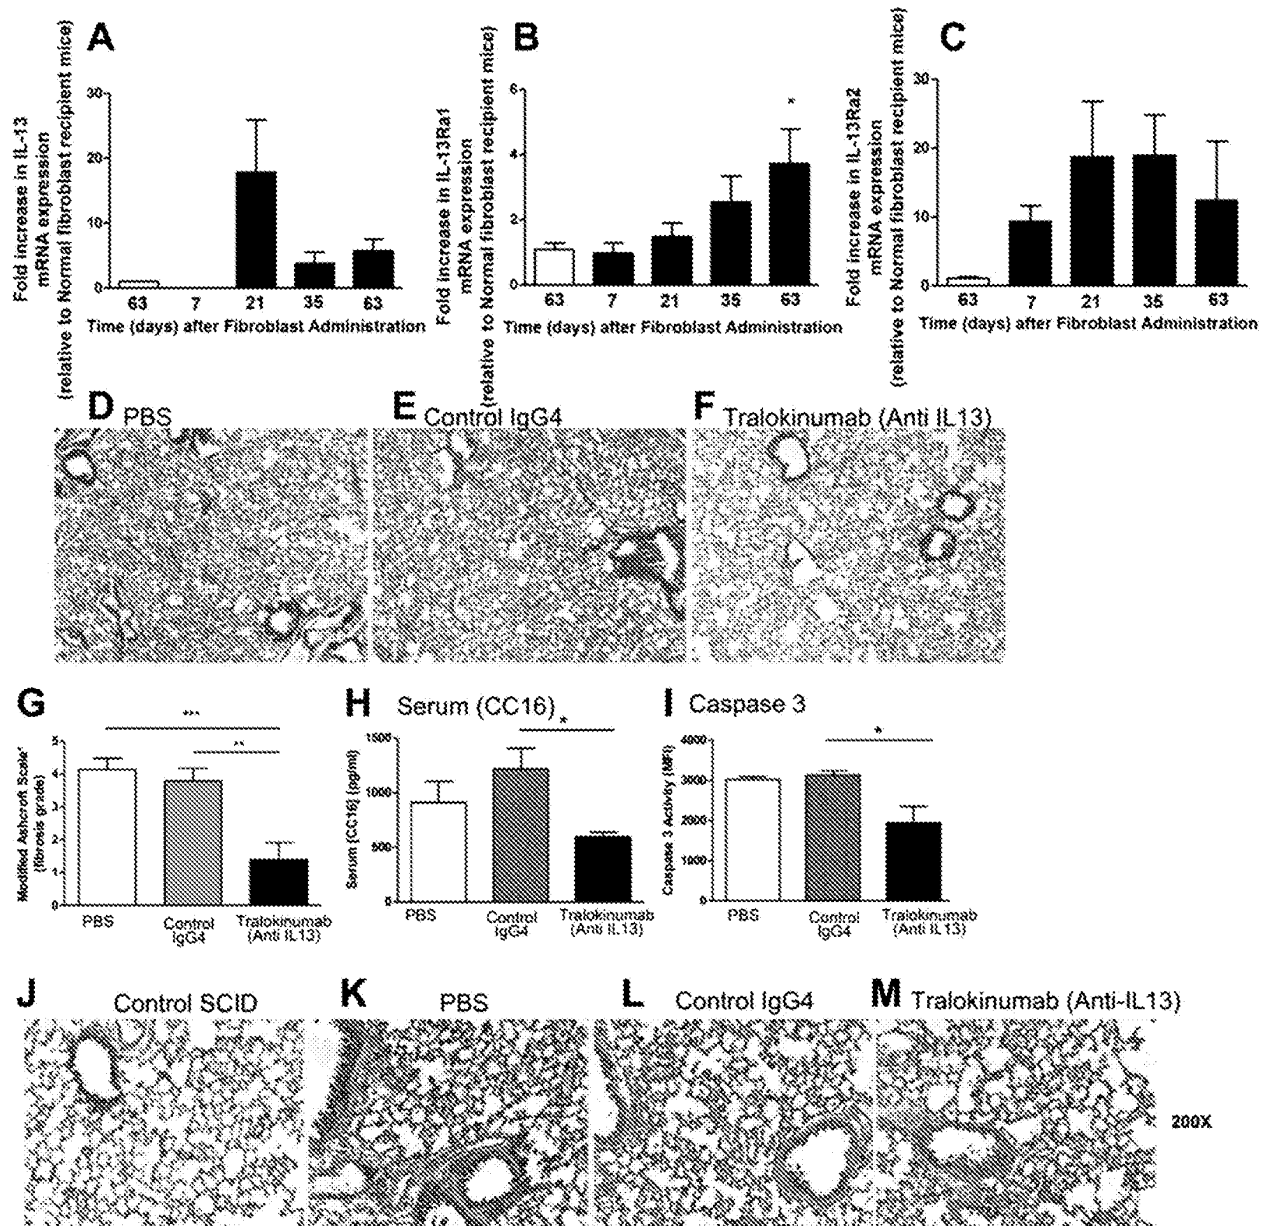 A
B
C
Fold increase in IL-13
mRNA expression
(relative to Normal fibroblast recipient mice)
30
20
10
0
63 7 21 35 63
Time (days) after Fibroblast Administration
Fold increase in IL-13Ra1
mRNA expression
(relative to Normal fibroblast recipient mice)
6
4
2
0
*
63 7 21 35 63
Time (days) after Fibroblast Administration
Fold increase in IL-13Ra2
mRNA expression
(relative to Normal fibroblast recipient mice)
30
20
10
0
63 7 21 35 63
Time (days) after Fibroblast Administration
D PBS
E Control IgG4
F Tralokinumab (Anti IL13)
G
***
**
Modified Ashcroft Scale*
(fibrosis grade)
5
4
3
2
1
0
PBS
Control
IgG4
Tralokinumab
(Anti IL13)
H Serum (CC16)
*
Serum [CC16] (pg/ml)
1500
1000
500
0
PBS
Control
IgG4
Tralokinumab
(Anti IL13)
I Caspase 3
*
Caspase 3 Activity (MFI)
4000
3000
2000
1000
0
PBS
Control
IgG4
Tralokinumab
(Anti IL13)
J Control SCID
K PBS
L Control IgG4
M Tralokinumab (Anti-IL13)
200X